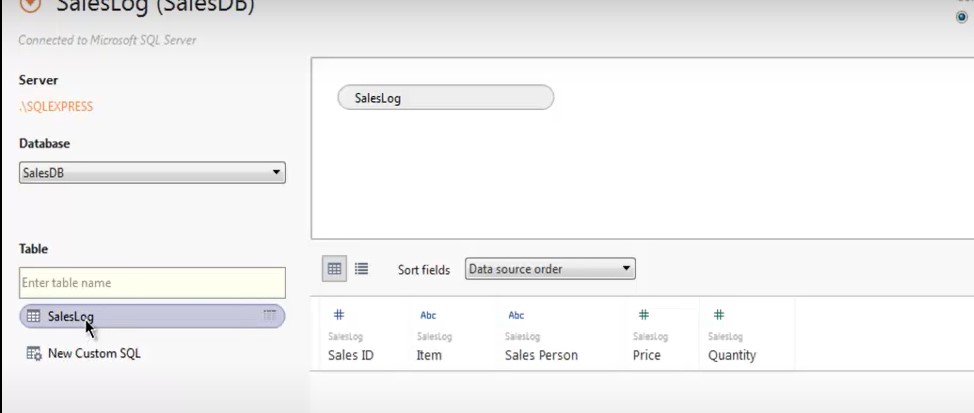 SalesLog (SalesDB)
Connected to Microsoft SQL Server
Server
.\SQLEXPRESS
Database
SalesDB
Table
Enter table name
SalesLog
New Custom SQL
SalesLog
Sort fields Data source order
# Abc Abc # #
SalesLog SalesLog SalesLog SalesLog SalesLog
Sales ID Item Sales Person Price Quantity